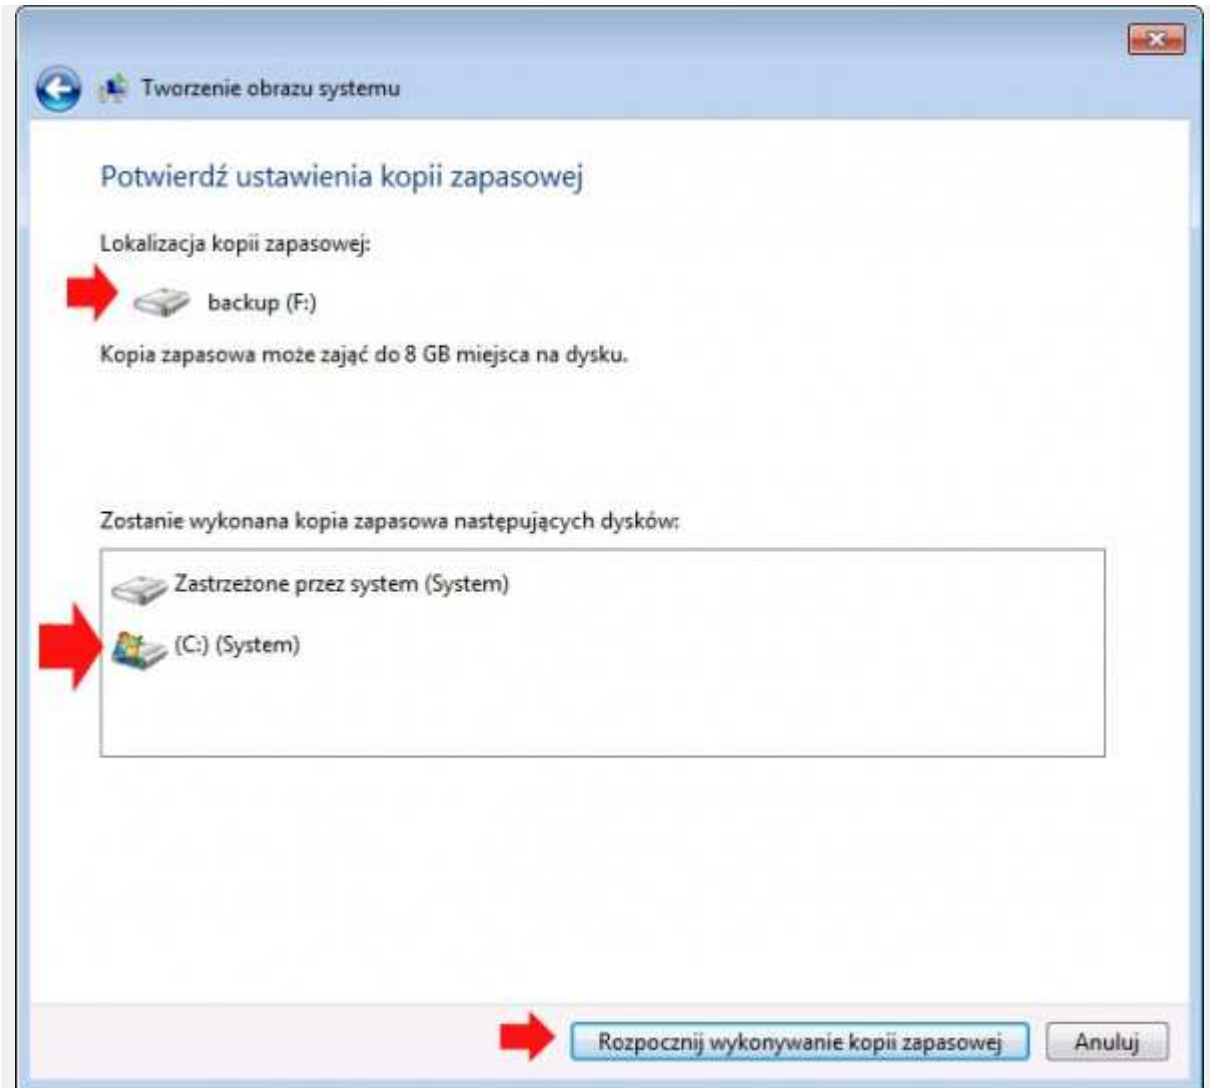 Tworzenie obrazu systemu
Potwierdź ustawienia kopii zapasowej
Lokalizacja kopii zapasowej:
backup (F:)
Kopia zapasowa może zająć do 8 GB miejsca na dysku.
Zostanie wykonana kopia zapasowa następujących dysków:
Zastrzeżone przez system (System)
(C:) (System)
Rozpocznij wykonywanie kopii zapasowej
Anuluj